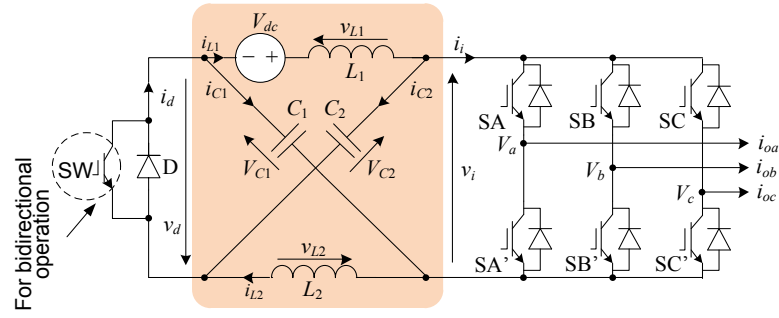 V_dc
v_L1
i_L1
− +
L_1
i_i
i_C1
C_1
C_2
i_C2
i_d
SA
SB
SC
V_a
i_oa
SW
D
V_C1
V_C2
v_i
V_b
i_ob
V_c
i_oc
v_d
v_L2
SA'
SB'
SC'
i_L2
L_2
For bidirectional
operation